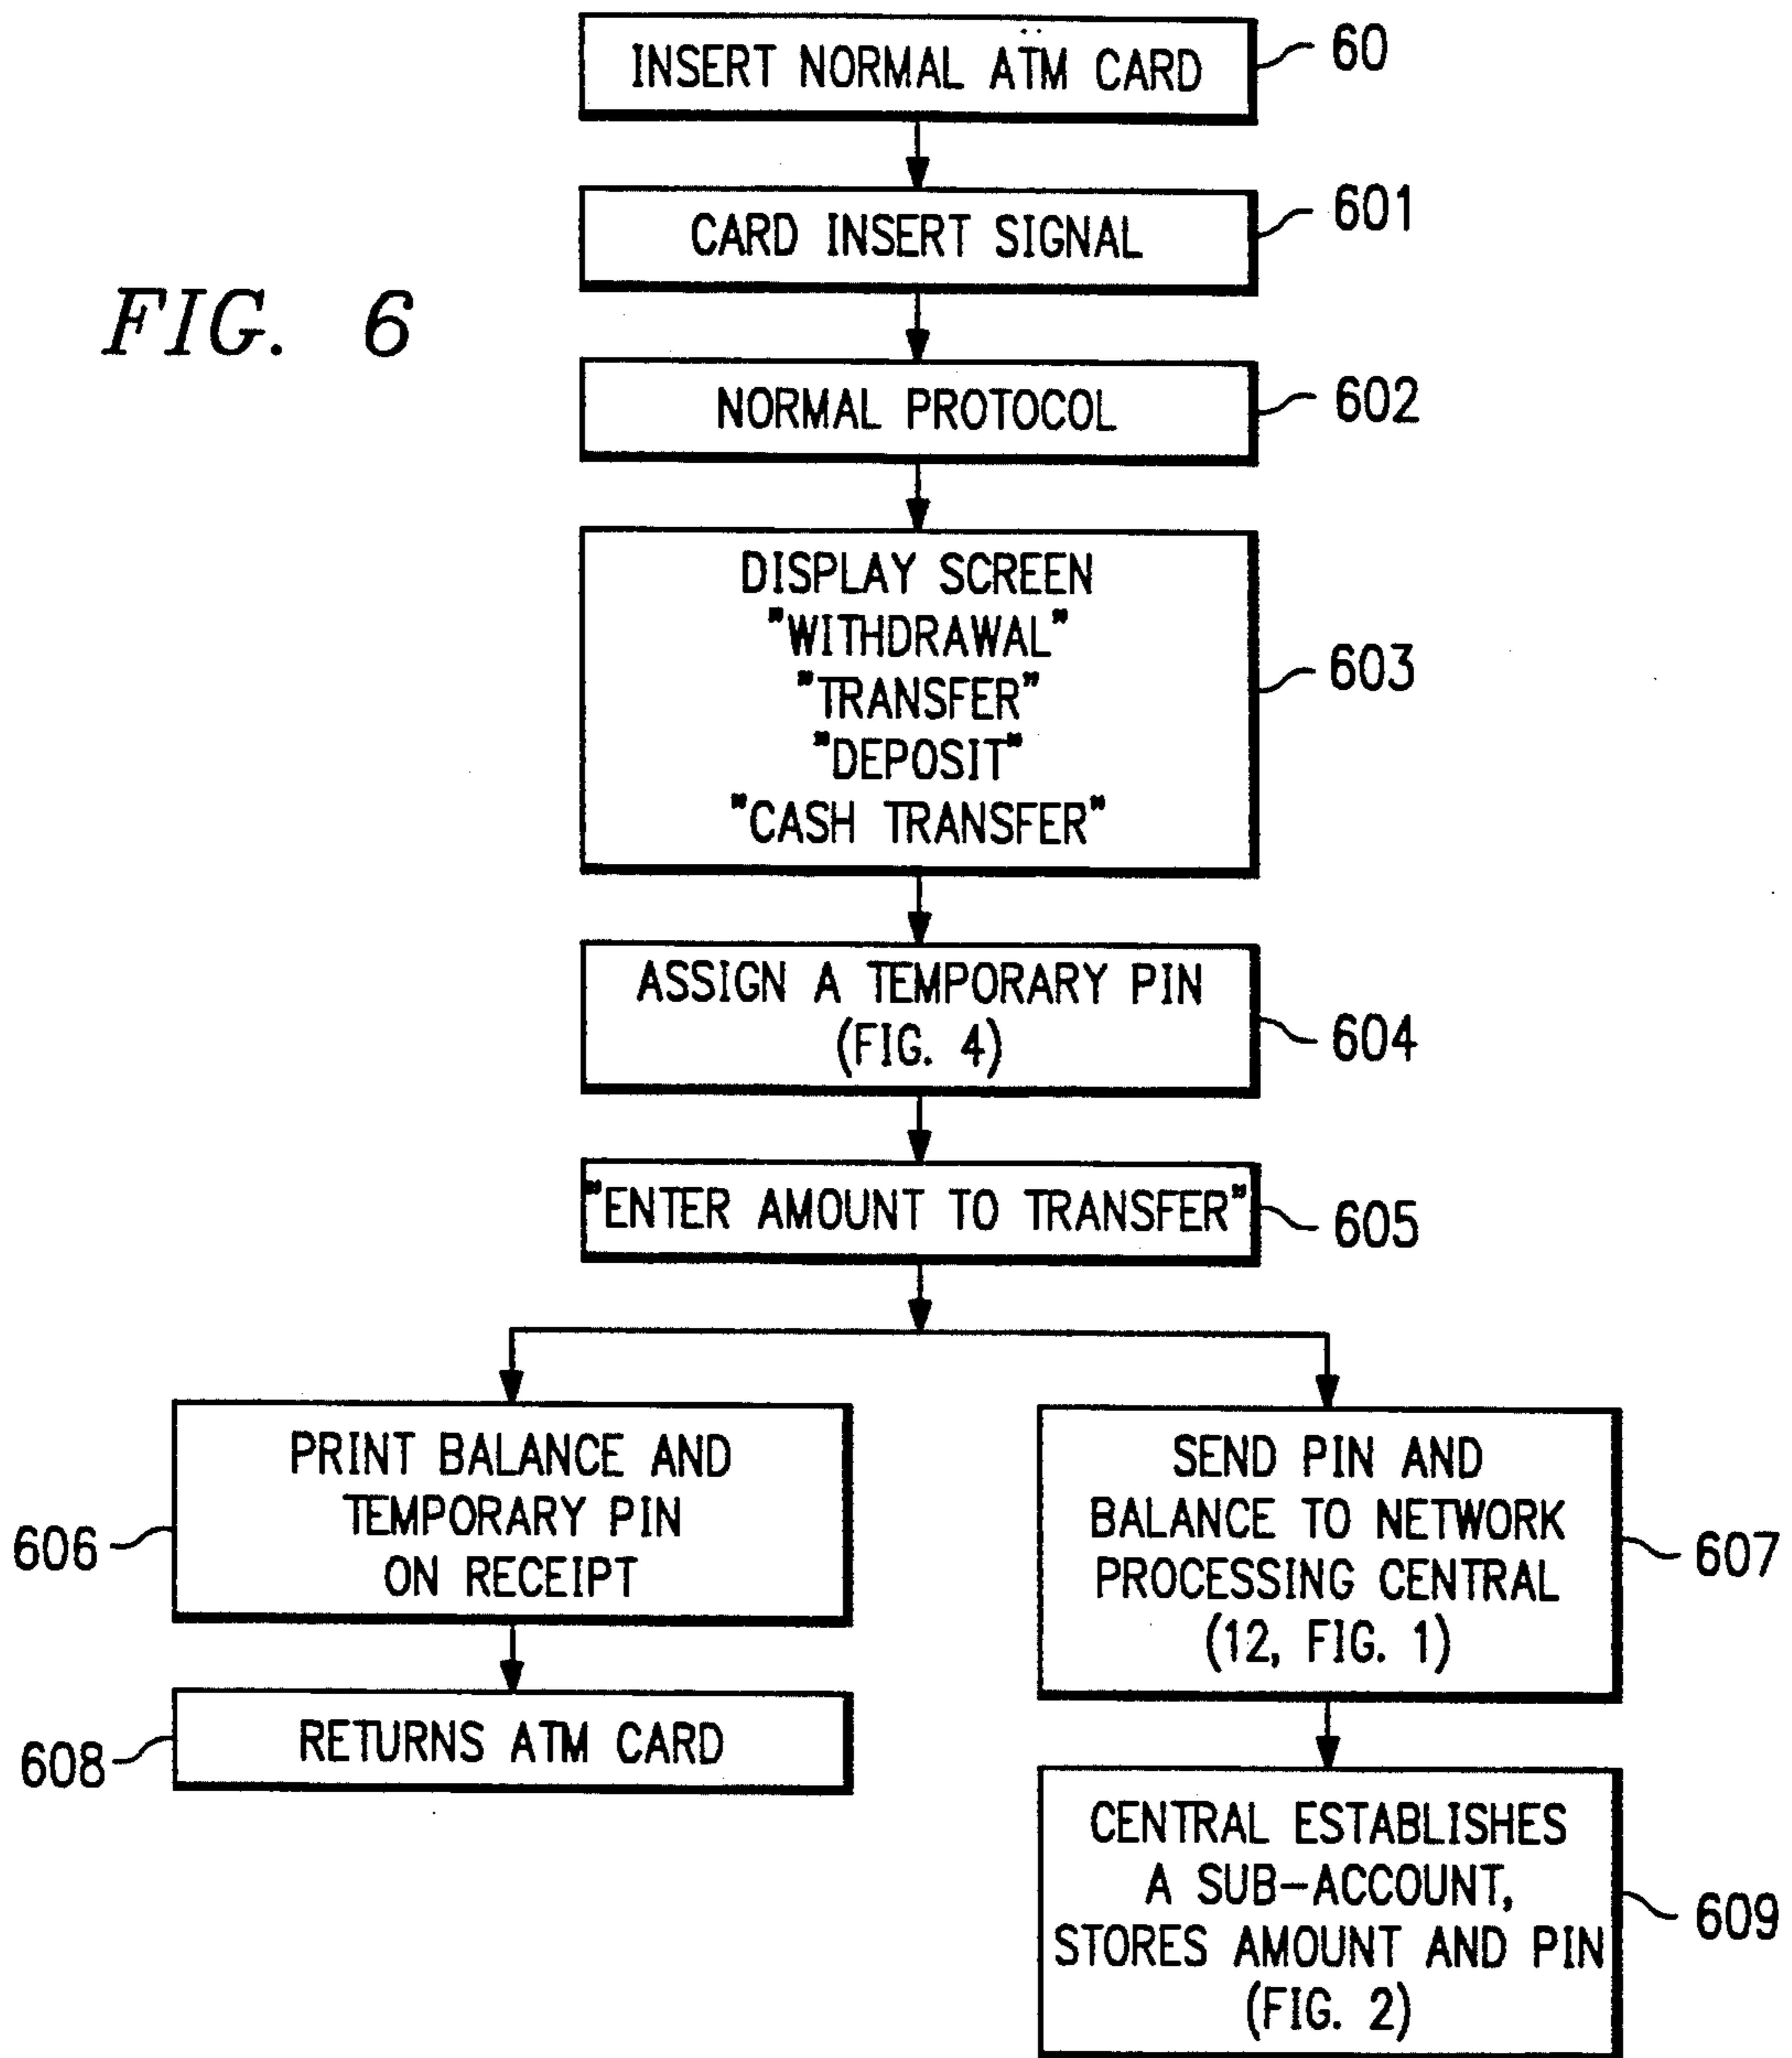 INSERT NORMAL ATM CARD
60
CARD INSERT SIGNAL
601
FIG. 6
NORMAL PROTOCOL
602
DISPLAY SCREEN
"WITHDRAWAL"
"TRANSFER"
"DEPOSIT"
"CASH TRANSFER"
603
ASSIGN A TEMPORARY PIN
(FIG. 4)
604
"ENTER AMOUNT TO TRANSFER"
605
PRINT BALANCE AND
TEMPORARY PIN
ON RECEIPT
606
SEND PIN AND
BALANCE TO NETWORK
PROCESSING CENTRAL
(12, FIG. 1)
607
RETURNS ATM CARD
608
CENTRAL ESTABLISHES
A SUB-ACCOUNT,
STORES AMOUNT AND PIN
(FIG. 2)
609